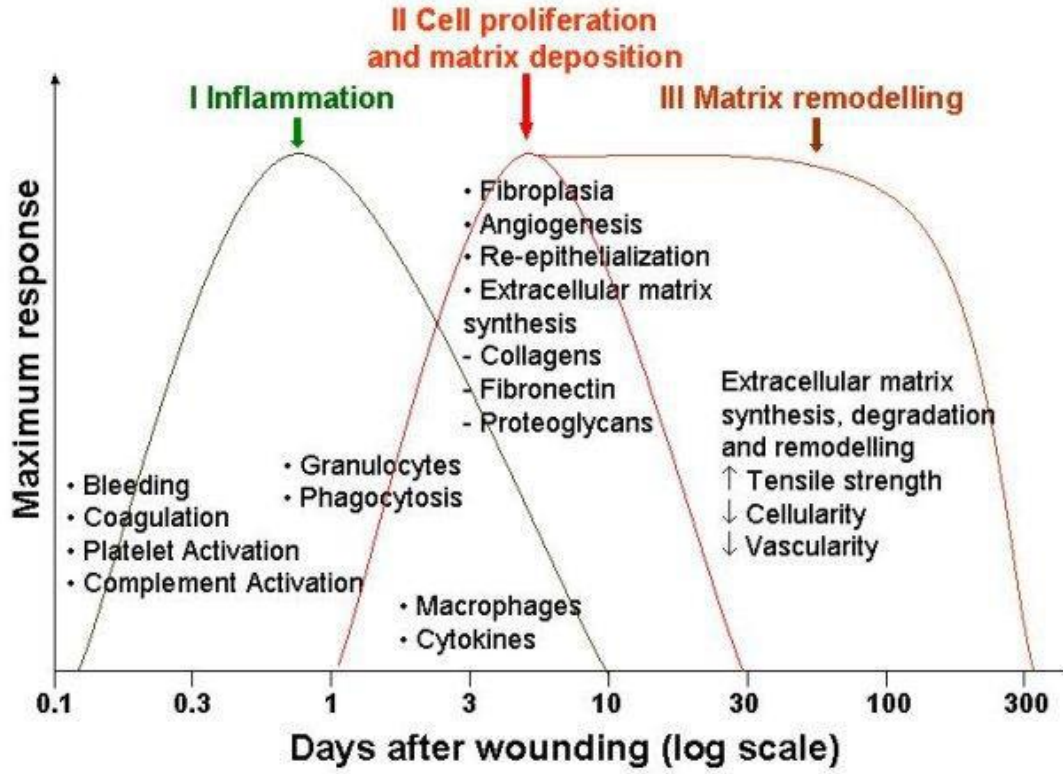 II Cell proliferation
and matrix deposition
I Inflammation
III Matrix remodelling
Maximum response
• Fibroplasia
• Angiogenesis
• Re-epithelialization
• Extracellular matrix
synthesis
- Collagens
- Fibronectin
- Proteoglycans
• Bleeding
• Coagulation
• Platelet Activation
• Complement Activation
• Granulocytes
• Phagocytosis
• Macrophages
• Cytokines
Extracellular matrix
synthesis, degradation
and remodelling
↑ Tensile strength
↓ Cellularity
↓ Vascularity
0.1 0.3 1 3 10 30 100 300
Days after wounding (log scale)